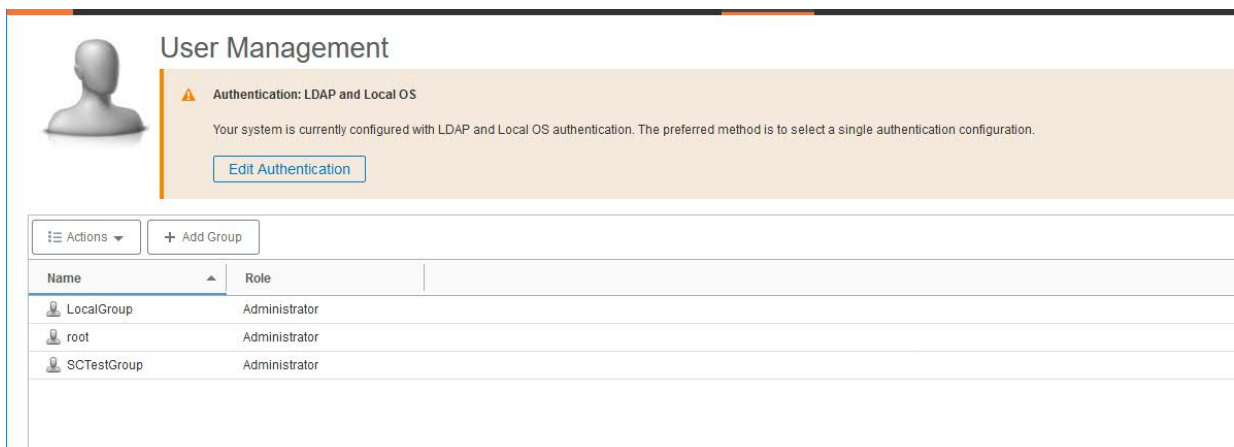 User Management
Authentication: LDAP and Local OS
Your system is currently configured with LDAP and Local OS authentication. The preferred method is to select a single authentication configuration.
Edit Authentication
Actions + Add Group
Name Role
LocalGroup Administrator
root Administrator
SCTestGroup Administrator